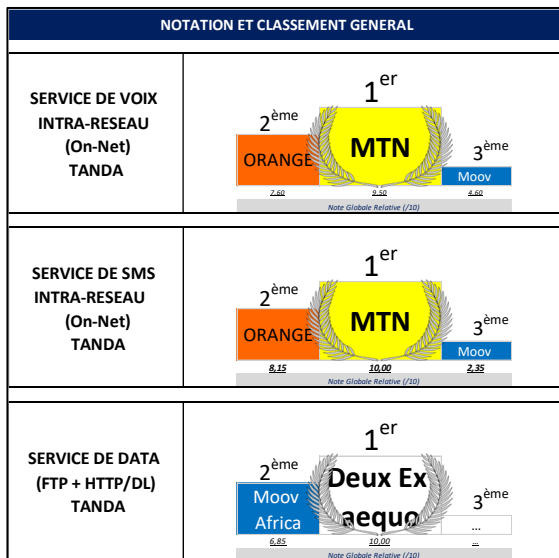 NOTATION ET CLASSEMENT GENERAL
SERVICE DE VOIX
INTRA-RESEAU
(On-Net)
TANDA
1er
2ème
3ème
ORANGE
MTN
Moov
7.60
9.50
4.60
Note Globale Relative (/10)
SERVICE DE SMS
INTRA-RESEAU
(On-Net)
TANDA
1er
2ème
3ème
ORANGE
MTN
Moov
8,15
10,00
2,35
Note Globale Relative (/10)
SERVICE DE DATA
(FTP + HTTP/DL)
TANDA
1er
2ème
3ème
Moov
Africa
Deux Ex
aequo
...
6,85
10,00
...
Note Globale Relative (/10)